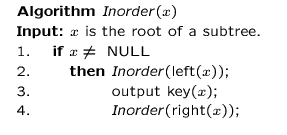 Algorithm Inorder(x)
Input: x is the root of a subtree.
1. if x ≠ NULL
2. then Inorder(left(x));
3. output key(x);
4. Inorder(right(x));